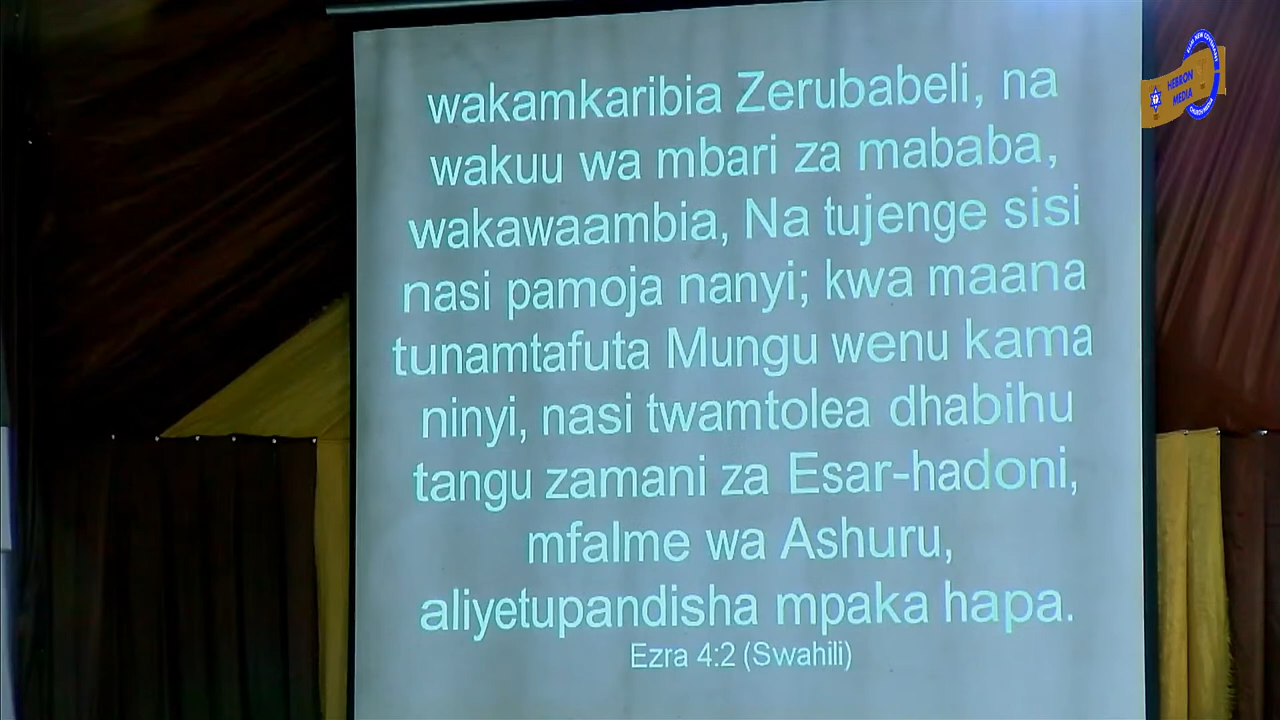 wakamkaribia Zerubabeli, na
wakuu wa mbari za mababa,
wakawaambia, Na tujenge sisi
nasi pamoja nanyi; kwa maana
tunamtafuta Mungu wenu kama
ninyi, nasi twamtolea dhabihu
tangu zamani za Esar-hadoni,
mfalme wa Ashuru,
aliyetupandisha mpaka hapa.
Ezra 4:2 (Swahili)
HEBRON
MEDIA